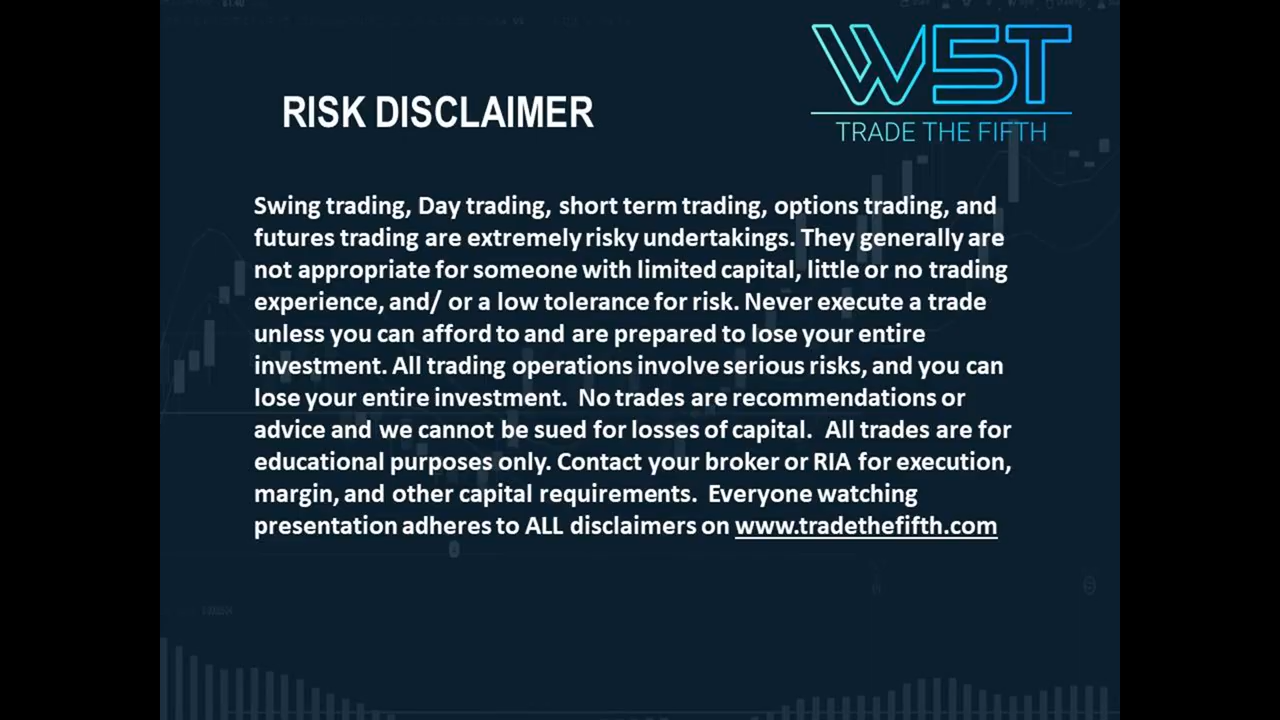 W5T
TRADE THE FIFTH
RISK DISCLAIMER
Swing trading, Day trading, short term trading, options trading, and
futures trading are extremely risky undertakings. They generally are
not appropriate for someone with limited capital, little or no trading
experience, and/ or a low tolerance for risk. Never execute a trade
unless you can afford to and are prepared to lose your entire
investment. All trading operations involve serious risks, and you can
lose your entire investment.  No trades are recommendations or
advice and we cannot be sued for losses of capital.  All trades are for
educational purposes only. Contact your broker or RIA for execution,
margin, and other capital requirements.  Everyone watching
presentation adheres to ALL disclaimers on www.tradethefifth.com